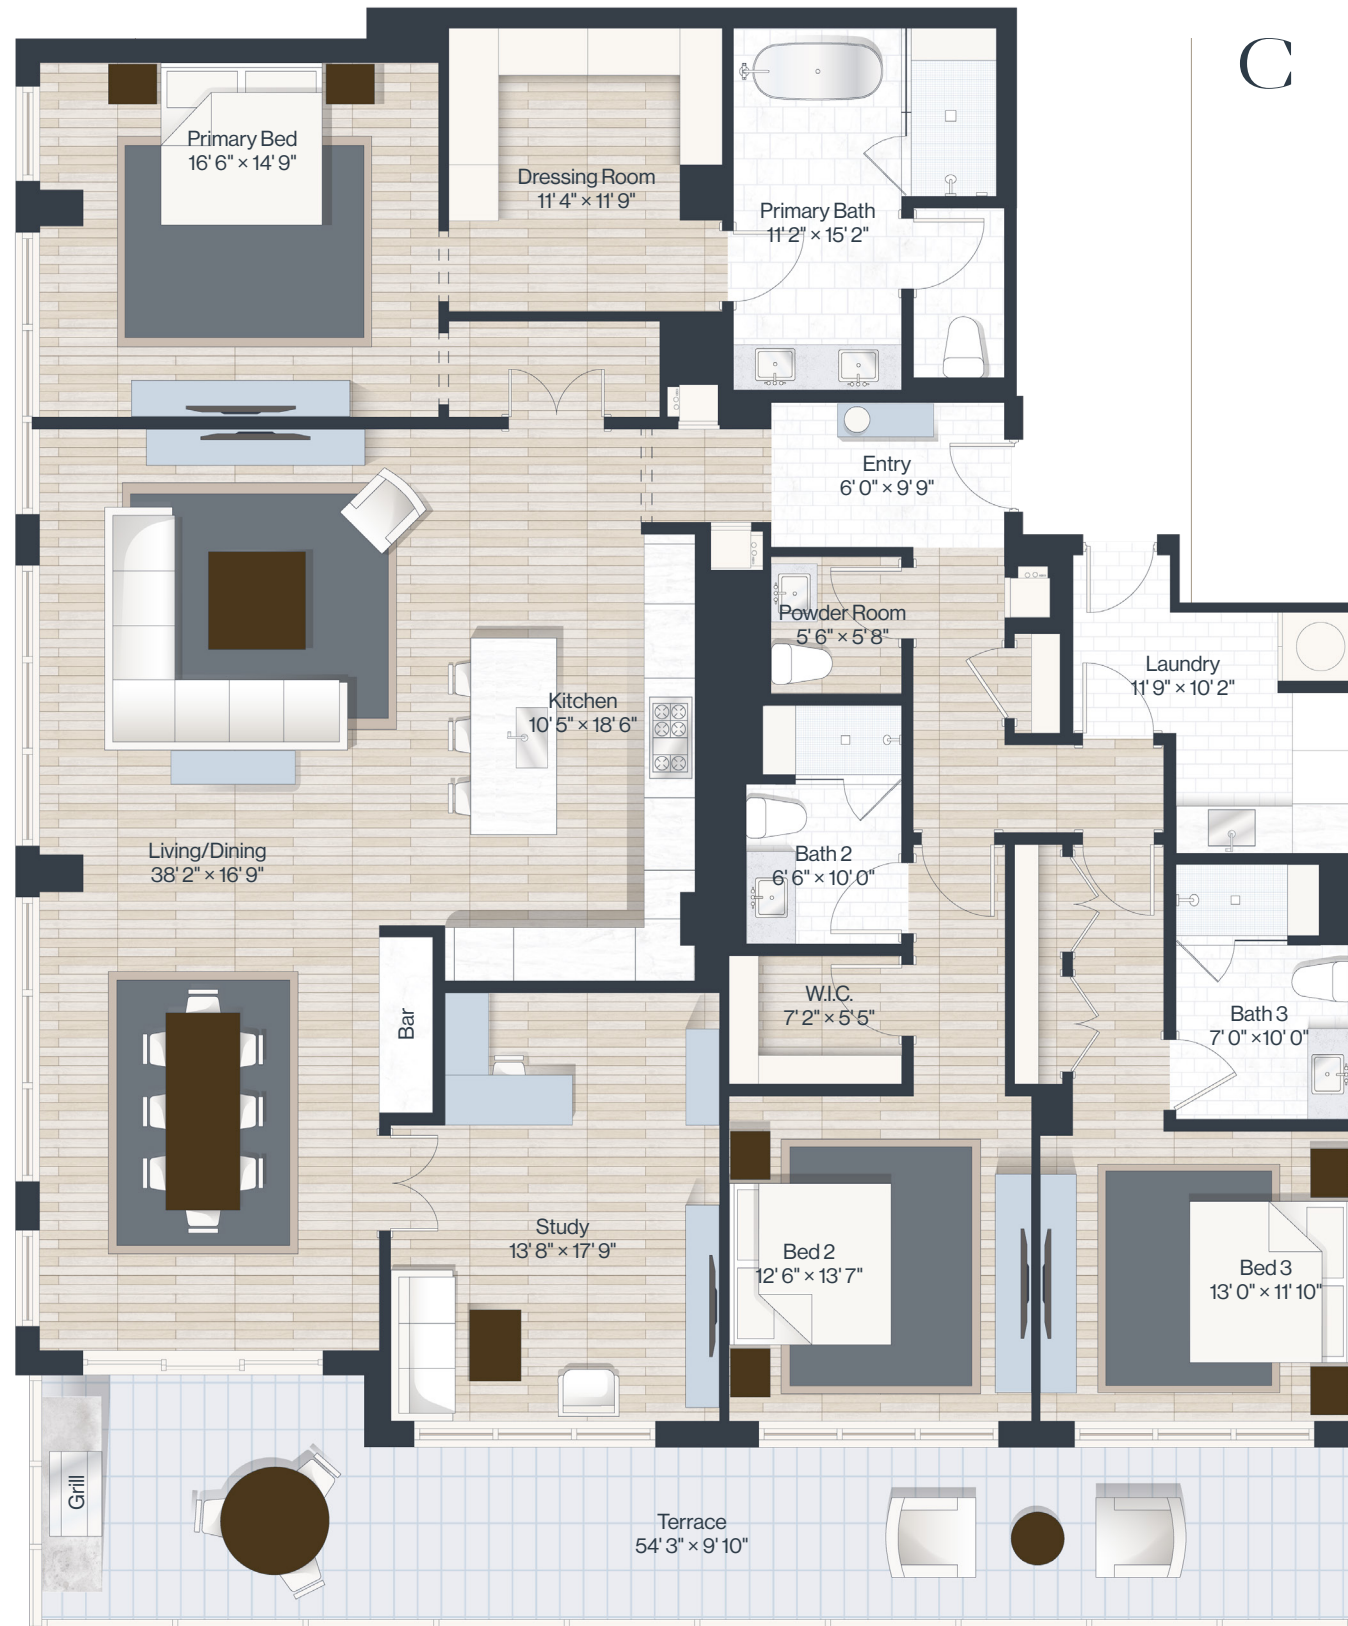 C
Primary Bed
16' 6" × 14' 9"
Dressing Room
11' 4" × 11' 9"
Primary Bath
11' 2" × 15' 2"
Entry
6' 0" × 9' 9"
Powder Room
5' 6" × 5' 8"
Laundry
11' 9" × 10' 2"
Kitchen
10' 5" × 18' 6"
Living/Dining
38' 2" × 16' 9"
Bath 2
6' 6" × 10' 0"
W.I.C.
7' 2" × 5' 5"
Bar
Bath 3
7' 0" ×10' 0"
Study
13' 8" × 17' 9"
Bed 2
12' 6" × 13' 7"
Bed 3
13' 0" × 11' 10"
Grill
Terrace
54' 3" × 9' 10"